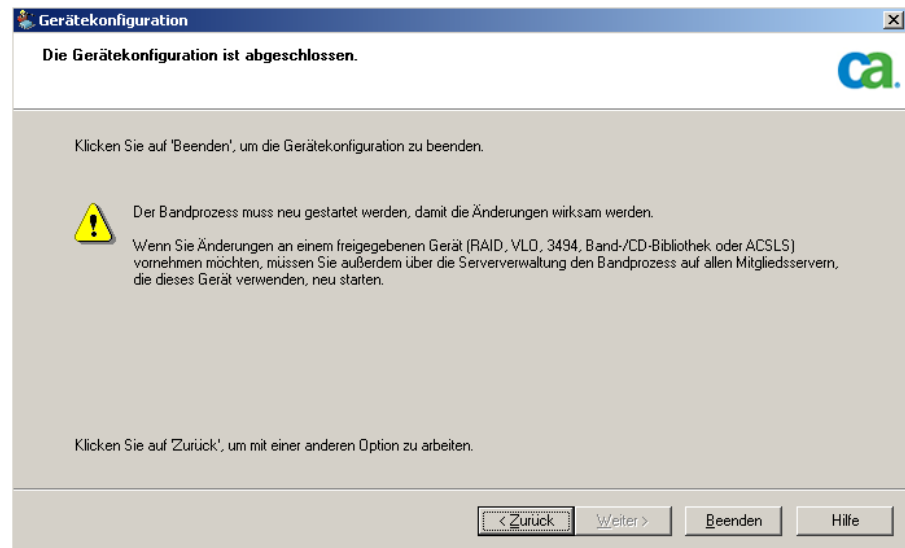 Gerätekonfiguration
Die Gerätekonfiguration ist abgeschlossen.
ca.
Klicken Sie auf 'Beenden', um die Gerätekonfiguration zu beenden.
Der Bandprozess muss neu gestartet werden, damit die Änderungen wirksam werden.
Wenn Sie Änderungen an einem freigegebenen Gerät (RAID, VLO, 3494, Band-/CD-Bibliothek oder ACSLS)
vornehmen möchten, müssen Sie außerdem über die Serververwaltung den Bandprozess auf allen Mitgliedsservern,
die dieses Gerät verwenden, neu starten.
Klicken Sie auf 'Zurück', um mit einer anderen Option zu arbeiten.
< Zurück Weiter > Beenden Hilfe